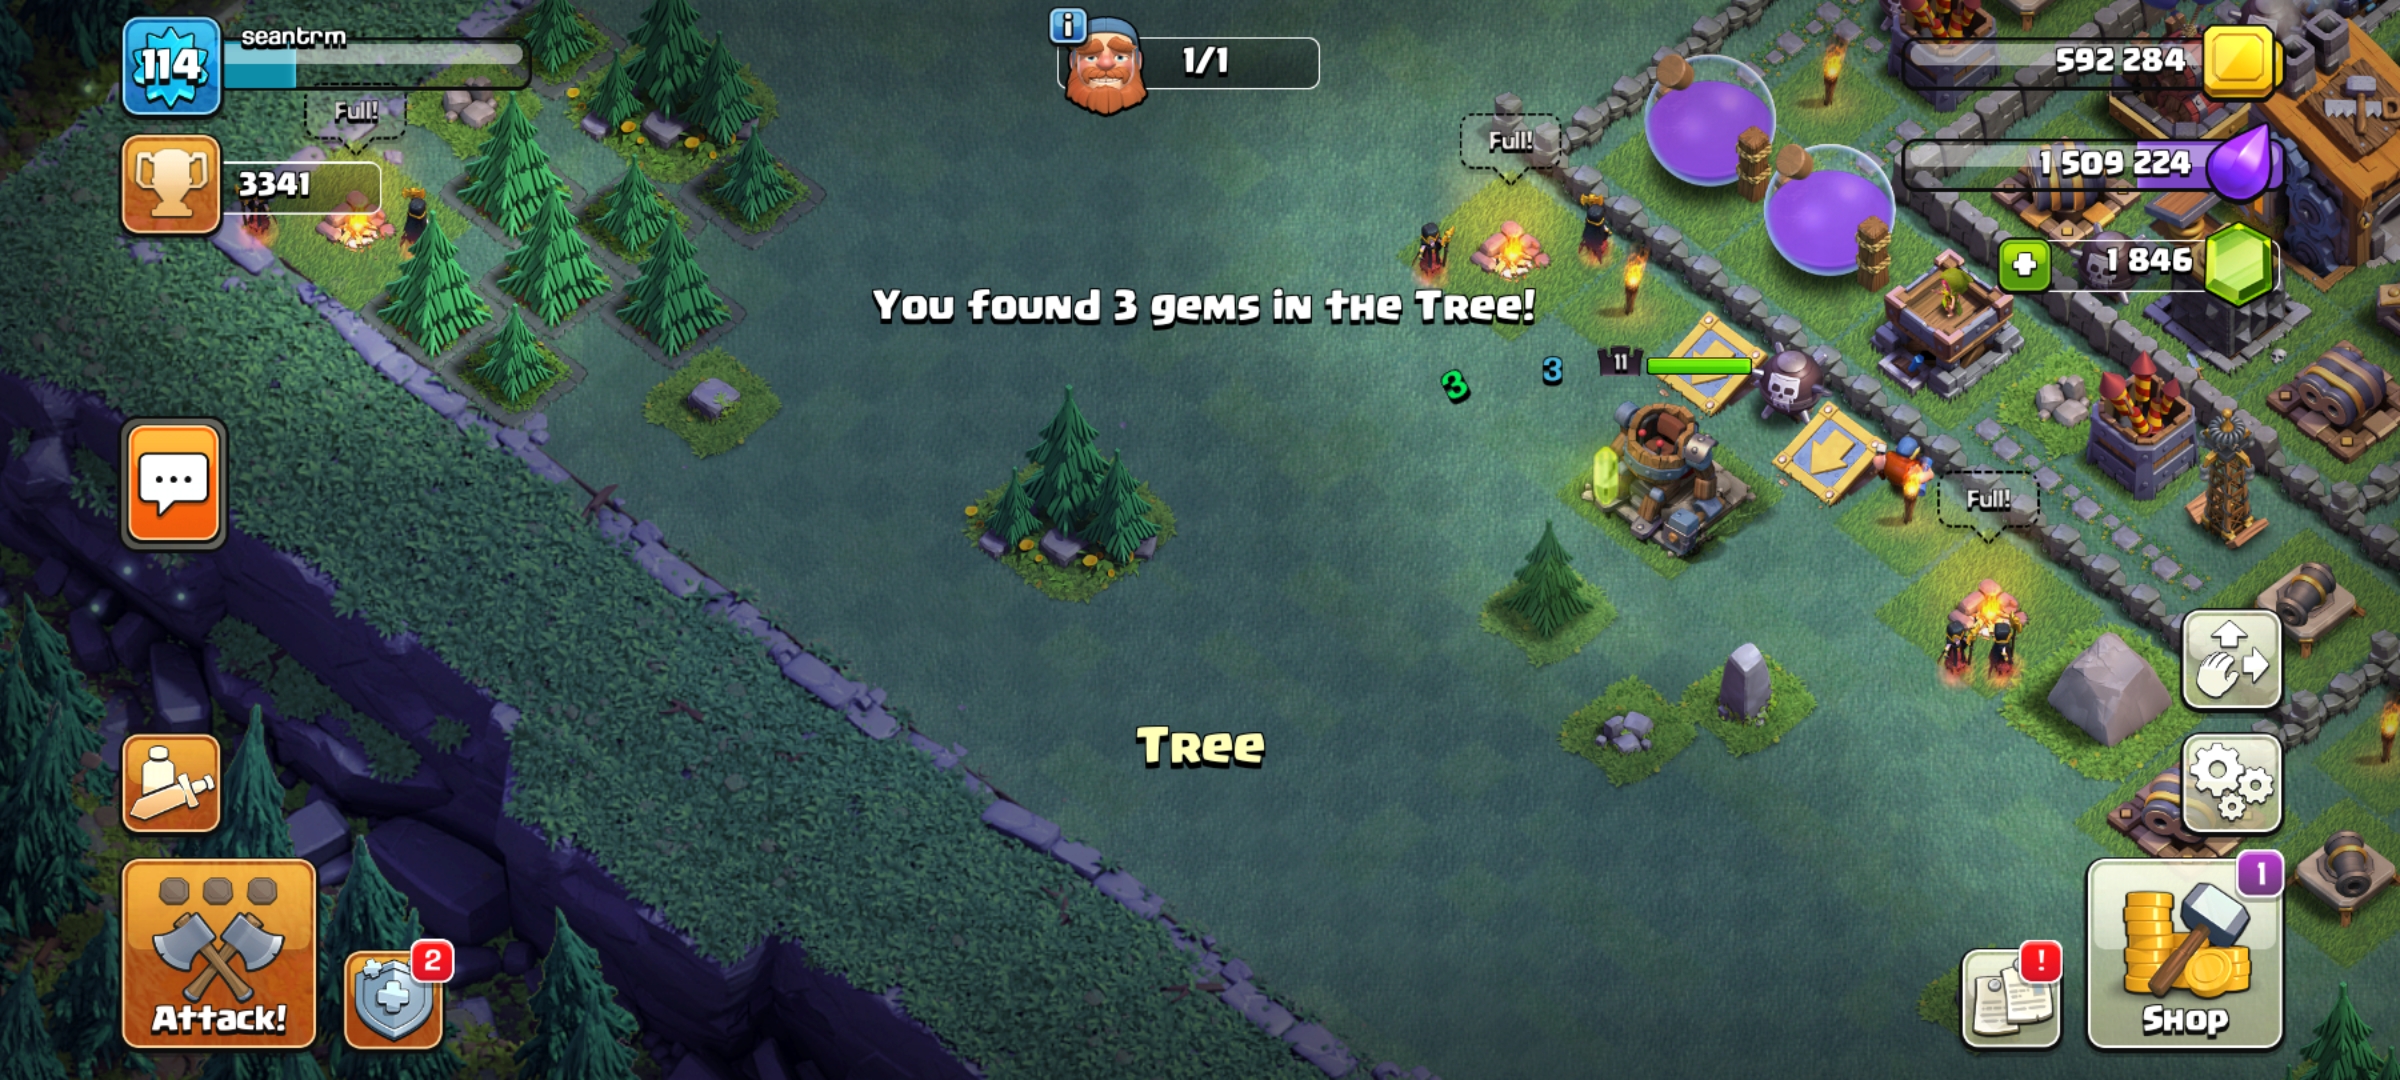 114
seantrm
1/1
592 284
Full!
Full!
1 509 224
3341
1 846
You found 3 gems in the Tree!
3
3
11
Full!
Tree
1
2
!
Attack!
Shop